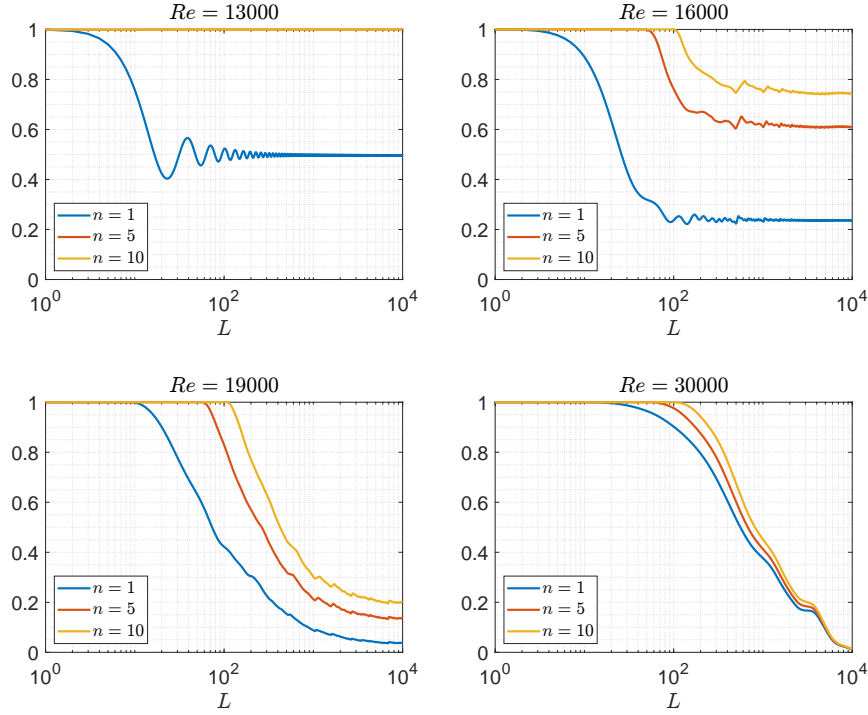 Re = 13000
1
0.8
0.6
0.4
0.2
0
n = 1
n = 5
n = 10
10^0 10^2 10^4
L
Re = 16000
1
0.8
0.6
0.4
0.2
0
n = 1
n = 5
n = 10
10^0 10^2 10^4
L
Re = 19000
1
0.8
0.6
0.4
0.2
0
n = 1
n = 5
n = 10
10^0 10^2 10^4
L
Re = 30000
1
0.8
0.6
0.4
0.2
0
n = 1
n = 5
n = 10
10^0 10^2 10^4
L